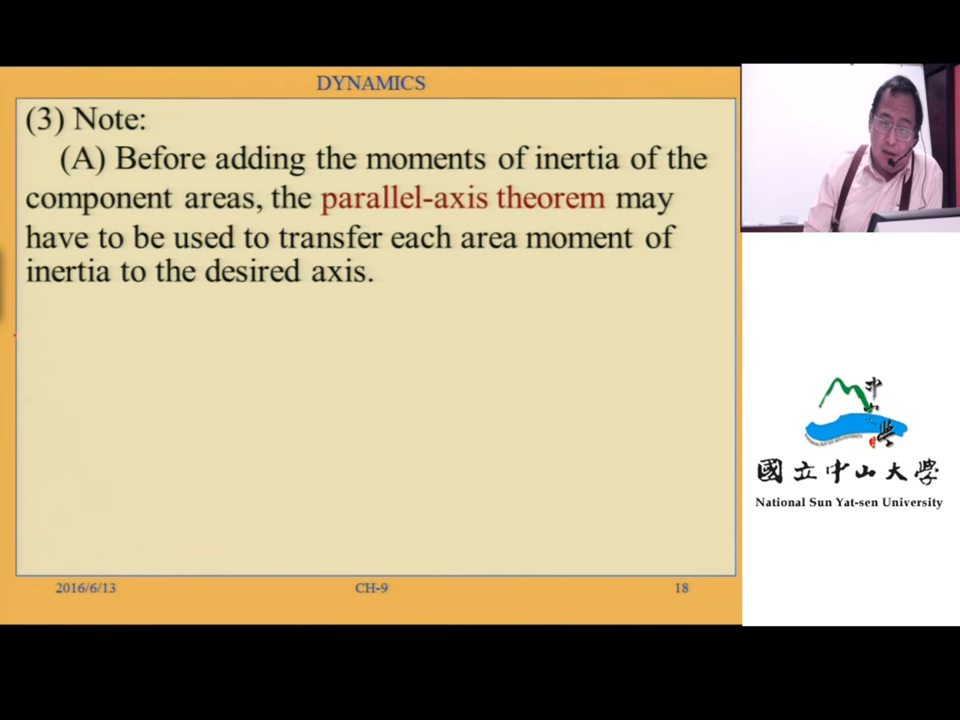 DYNAMICS
(3) Note:
(A) Before adding the moments of inertia of the
component areas, the parallel-axis theorem may
have to be used to transfer each area moment of
inertia to the desired axis.
2016/6/13
CH-9
18
國立中山大學
National Sun Yat-sen University